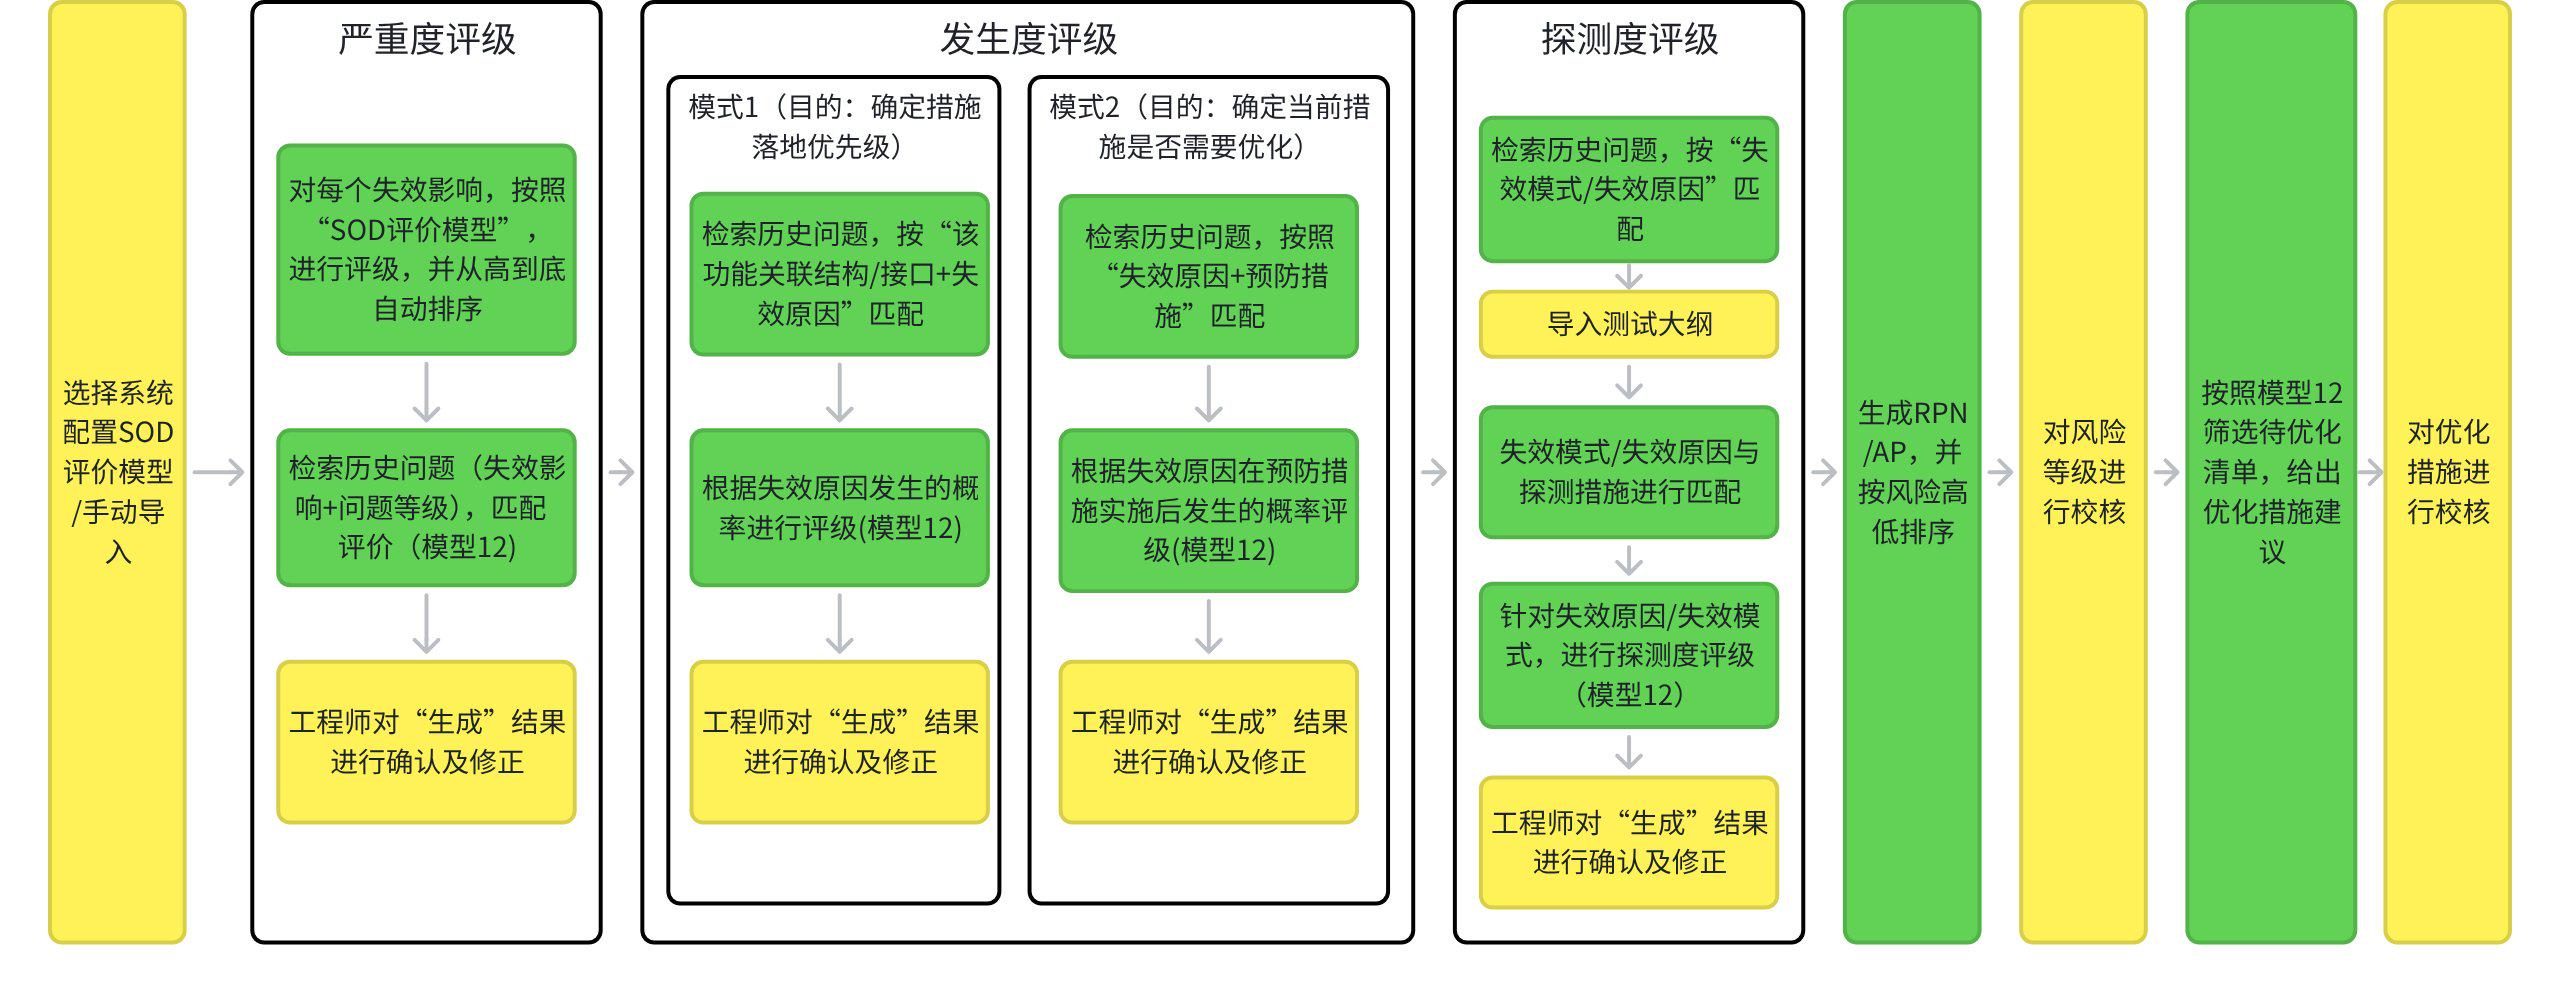 选择系统
配置SOD
评价模型
/手动导
入
严重度评级
对每个失效影响，按照
“SOD评价模型”，
进行评级，并从高到底
自动排序
检索历史问题（失效影
响+问题等级），匹配
评价（模型12)
工程师对“生成”结果
进行确认及修正
发生度评级
模式1（目的：确定措施
落地优先级）
检索历史问题，按“该
功能关联结构/接口+失
效原因”匹配
根据失效原因发生的概
率进行评级(模型12)
工程师对“生成”结果
进行确认及修正
模式2（目的：确定当前措
施是否需要优化）
检索历史问题，按照
“失效原因+预防措
施”匹配
根据失效原因在预防措
施实施后发生的概率评
级(模型12)
工程师对“生成”结果
进行确认及修正
探测度评级
检索历史问题，按“失
效模式/失效原因”匹
配
导入测试大纲
失效模式/失效原因与
探测措施进行匹配
针对失效原因/失效模
式，进行探测度评级
（模型12）
工程师对“生成”结果
进行确认及修正
生成RPN
/AP，并
按风险高
低排序
对风险
等级进
行校核
按照模型12
筛选待优化
清单，给出
优化措施建
议
对优化
措施进
行校核